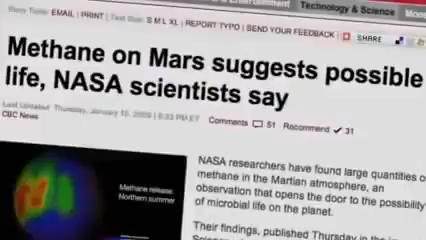 Entertainment
Technology & Science
Story Tools: EMAIL | PRINT | Text Size: S M L XL | REPORT TYPO | SEND YOUR FEEDBACK
SHARE
Methane on Mars suggests possible
life, NASA scientists say
Last Updated: Thursday, January 15, 2009 | 6:33 PM ET
Comments 51 Recommend 31
CBC News
NASA researchers have found large quantities o
methane in the Martian atmosphere, an
observation that opens the door to the possibility
of microbial life on the planet.
Their findings, published Thursday in the
Methane release:
Northern summer